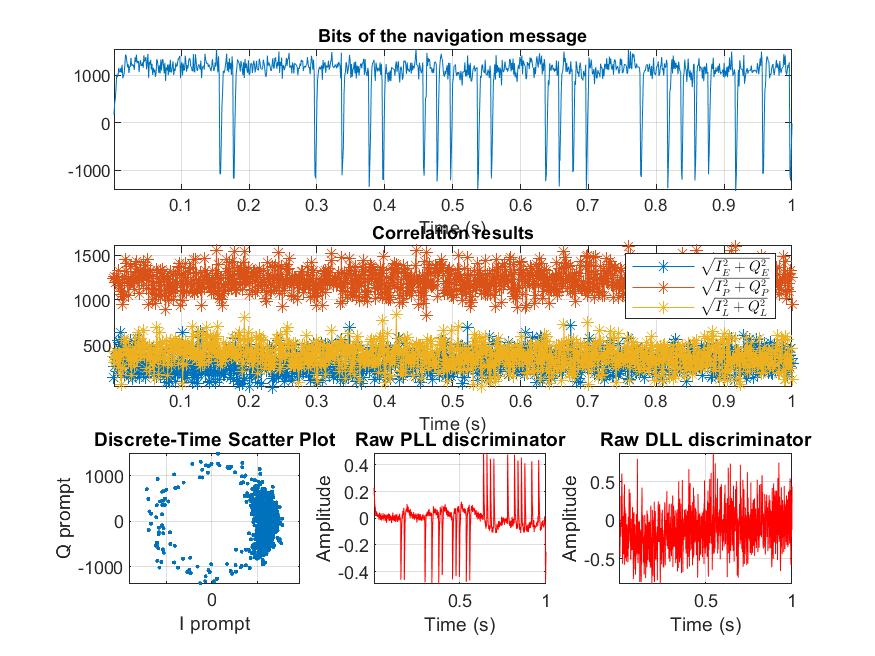 Bits of the navigation message
1000
0
-1000
0.1 0.2 0.3 0.4 0.5 0.6 0.7 0.8 0.9 1
Time (s)
Correlation results
1500
1000
500
√I_E^2 + Q_E^2
√I_P^2 + Q_P^2
√I_L^2 + Q_L^2
0.1 0.2 0.3 0.4 0.5 0.6 0.7 0.8 0.9 1
Time (s)
Discrete-Time Scatter Plot
Q prompt
1000
0
-1000
0
I prompt
Raw PLL discriminator
Amplitude
0.4
0.2
0
-0.2
-0.4
0.5 1
Time (s)
Raw DLL discriminator
Amplitude
0.5
0
-0.5
0.5 1
Time (s)